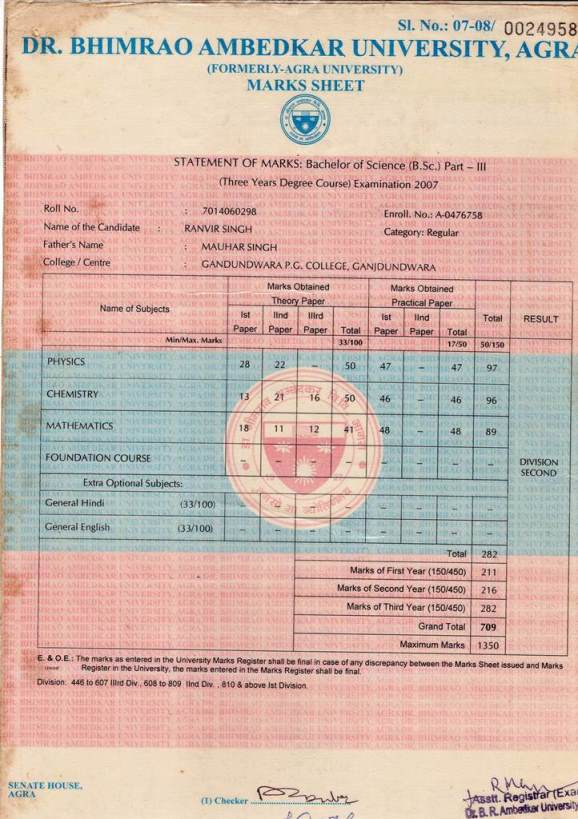 Sl. No.: 07-08/ 0024958
DR. BHIMRAO AMBEDKAR UNIVERSITY, AGRA
(FORMERLY-AGRA UNIVERSITY)
MARKS SHEET
STATEMENT OF MARKS: Bachelor of Science (B.Sc.) Part – III
(Three Years Degree Course) Examination 2007
Roll No. : 7014060298 Enroll. No.: A-0476758
Name of the Candidate : RANVIR SINGH Category: Regular
Father's Name : MAUHAR SINGH
College / Centre : GANDUNDWARA P.G. COLLEGE, GANJDUNDWARA
Name of Subjects Marks Obtained Theory Paper Marks Obtained Practical Paper Total RESULT
Ist Paper IInd Paper IIIrd Paper Total Ist Paper IInd Paper Total
Min/Max. Marks 33/100 17/50 50/150
PHYSICS 28 22 – 50 47 – 47 97
CHEMISTRY 13 21 16 50 46 – 46 96
MATHEMATICS 18 11 12 41 48 – 48 89
FOUNDATION COURSE – – – – – – – –
DIVISION SECOND
Extra Optional Subjects:
General Hindi (33/100) – – – – – – – –
General English (33/100) – – – – – – – –
Total 282
Marks of First Year (150/450) 211
Marks of Second Year (150/450) 216
Marks of Third Year (150/450) 282
Grand Total 709
Maximum Marks 1350
E. & O.E.: The marks as entered in the University Marks Register shall be final in case of any discrepancy between the Marks Sheet issued and Marks
Register in the University, the marks entered in the Marks Register shall be final.
Division: 446 to 607 IIIrd Div., 608 to 809 IInd Div. , 810 & above Ist Division.
SENATE HOUSE,
AGRA
(1) Checker
Asstt. Registrar (Exa
Dr. B. R. Ambedkar University